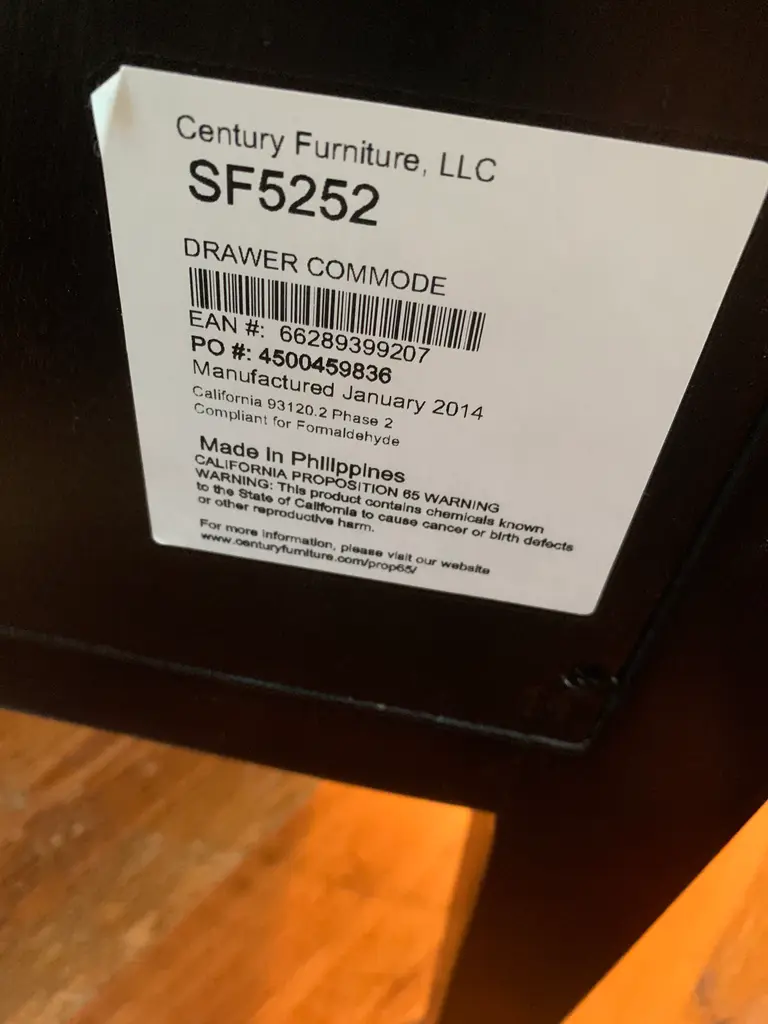 Century Furniture, LLC
SF5252
DRAWER COMMODE
EAN #: 66289399207
PO #: 4500459836
Manufactured January 2014
California 93120.2 Phase 2
Compliant for Formaldehyde
Made In Philippines
CALIFORNIA PROPOSITION 65 WARNING
WARNING: This product contains chemicals known
to the State of California to cause cancer or birth defects
or other reproductive harm.
For more information, please visit our website
www.centuryfurniture.com/prop65/